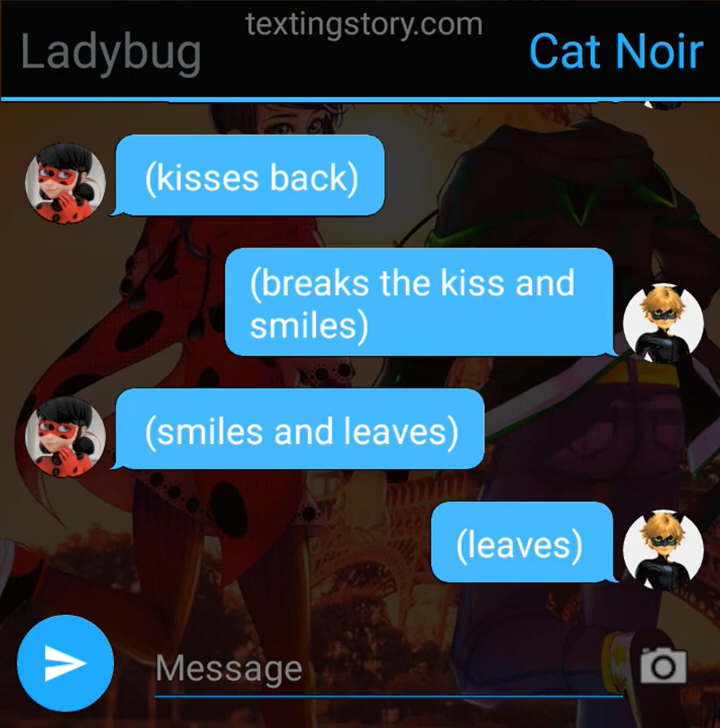 textingstory.com
Ladybug
Cat Noir
(kisses back)
(breaks the kiss and
smiles)
(smiles and leaves)
(leaves)
Message